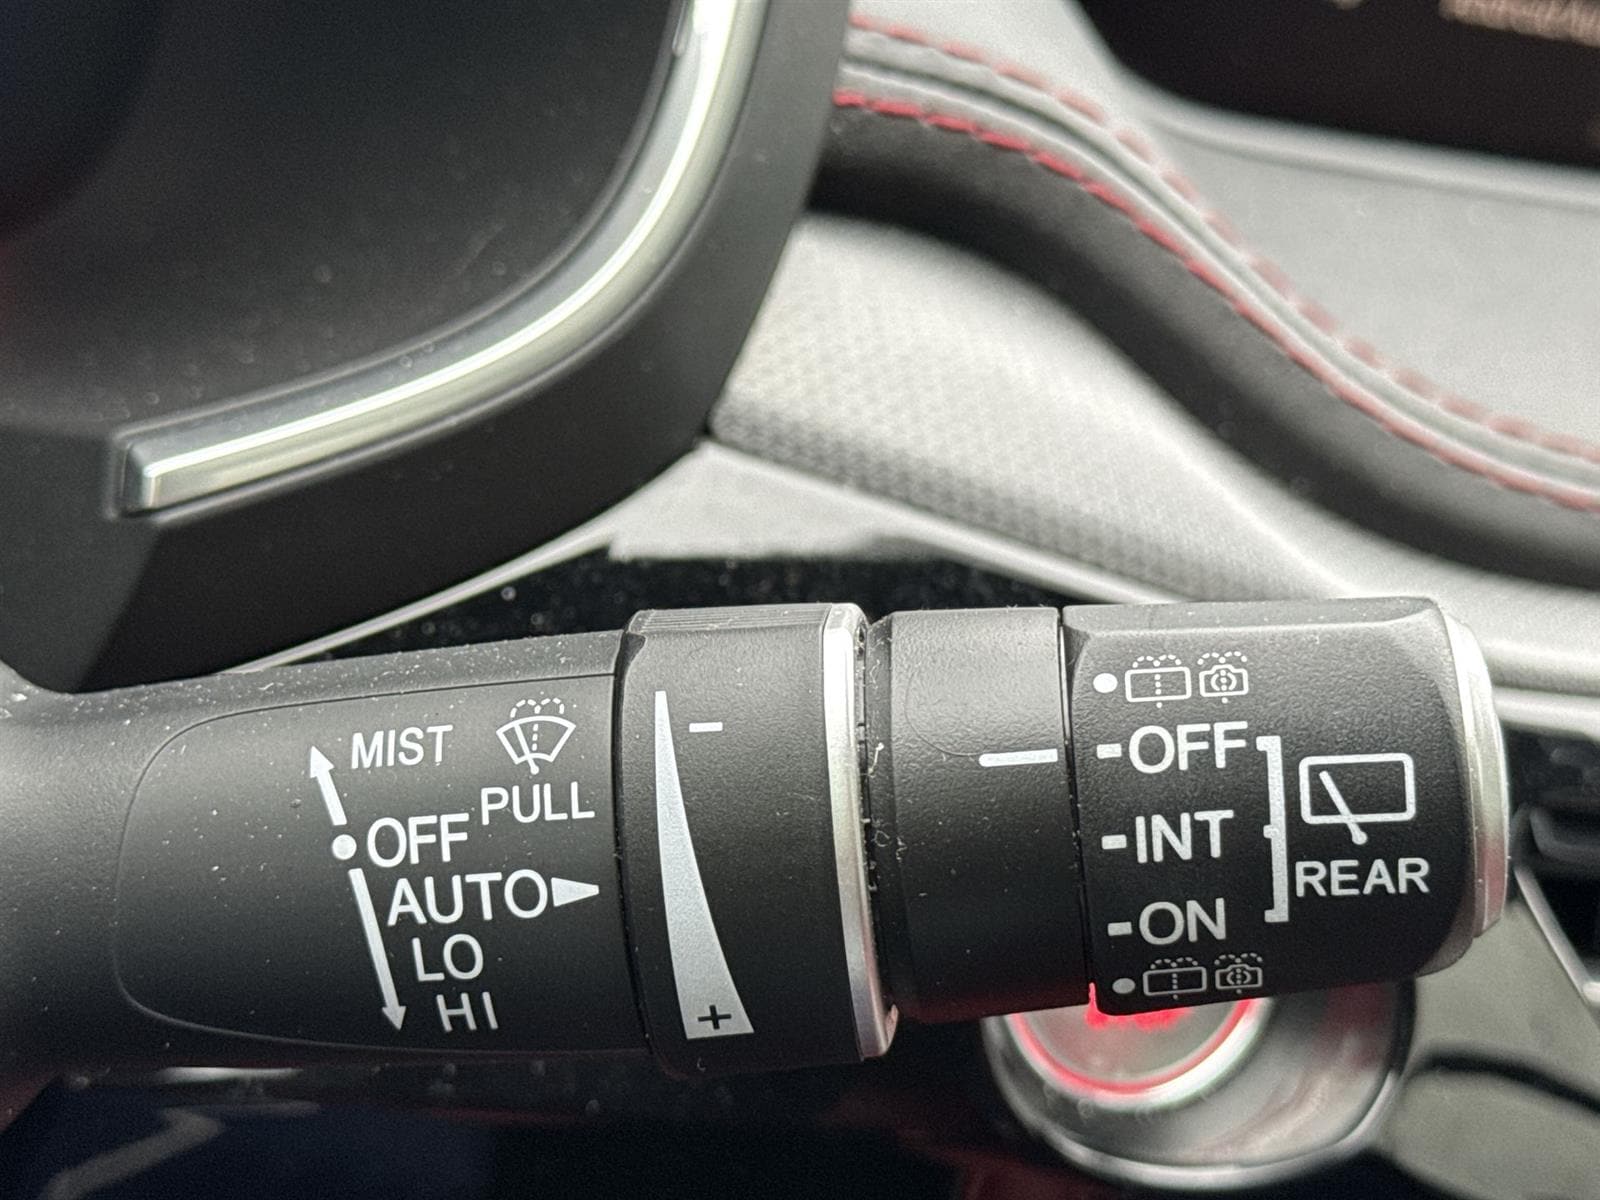 MIST
PULL
OFF
AUTO
LO
HI
-
+
OFF
INT
ON
REAR